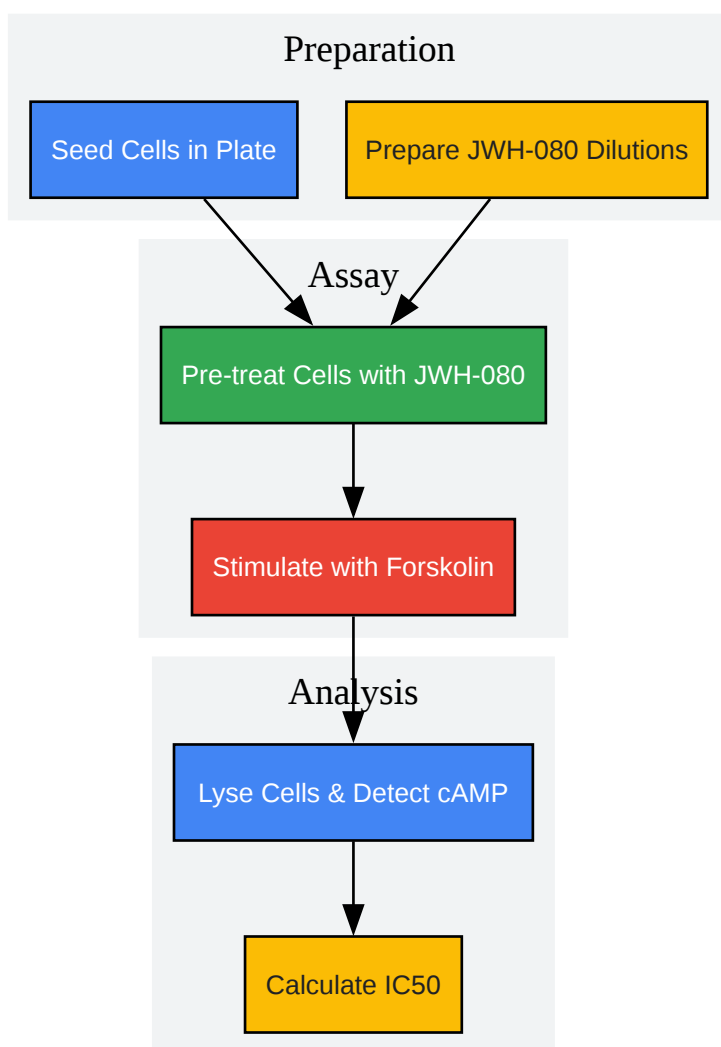 Preparation
Seed Cells in Plate
Prepare JWH-080 Dilutions
Assay
Pre-treat Cells with JWH-080
Stimulate with Forskolin
Analysis
Lyse Cells & Detect cAMP
Calculate IC50